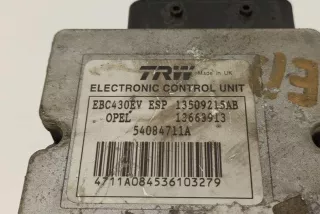 TRW Made in UK
ELECTRONIC CONTROL UNIT
EBC430EV ESP 13509215AB
OPEL 13663913
54084711A
4711A084536103279